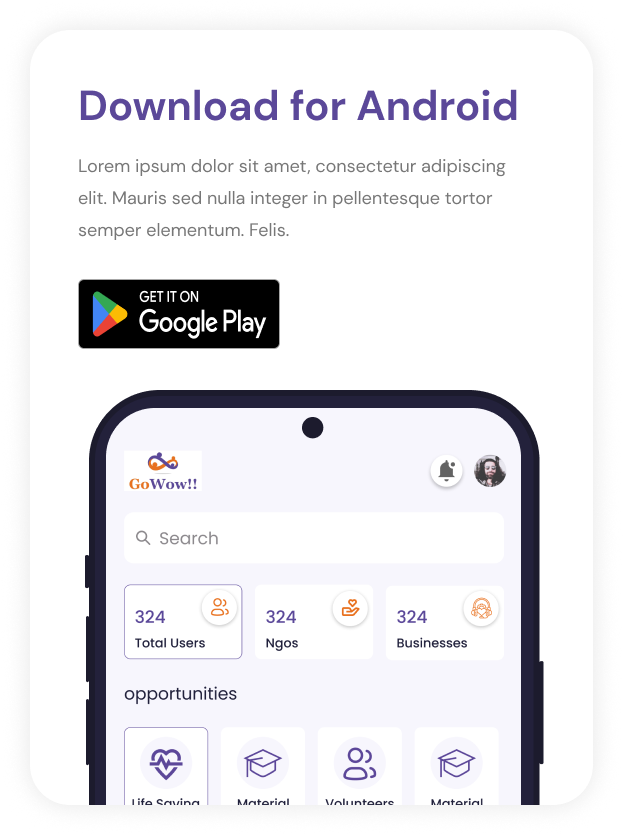 Download for Android
Lorem ipsum dolor sit amet, consectetur adipiscing
elit. Mauris sed nulla integer in pellentesque tortor
semper elementum. Felis.
GET IT ON
Google Play
GoWow!!
Search
324
Total Users
324
Ngos
324
Businesses
opportunities
Life Saving
Material
Volunteers
Material